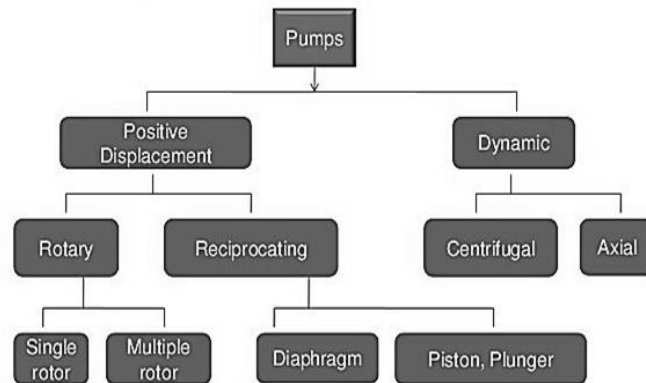 Pumps
Positive
Displacement
Dynamic
Rotary
Reciprocating
Centrifugal
Axial
Single
rotor
Multiple
rotor
Diaphragm
Piston, Plunger